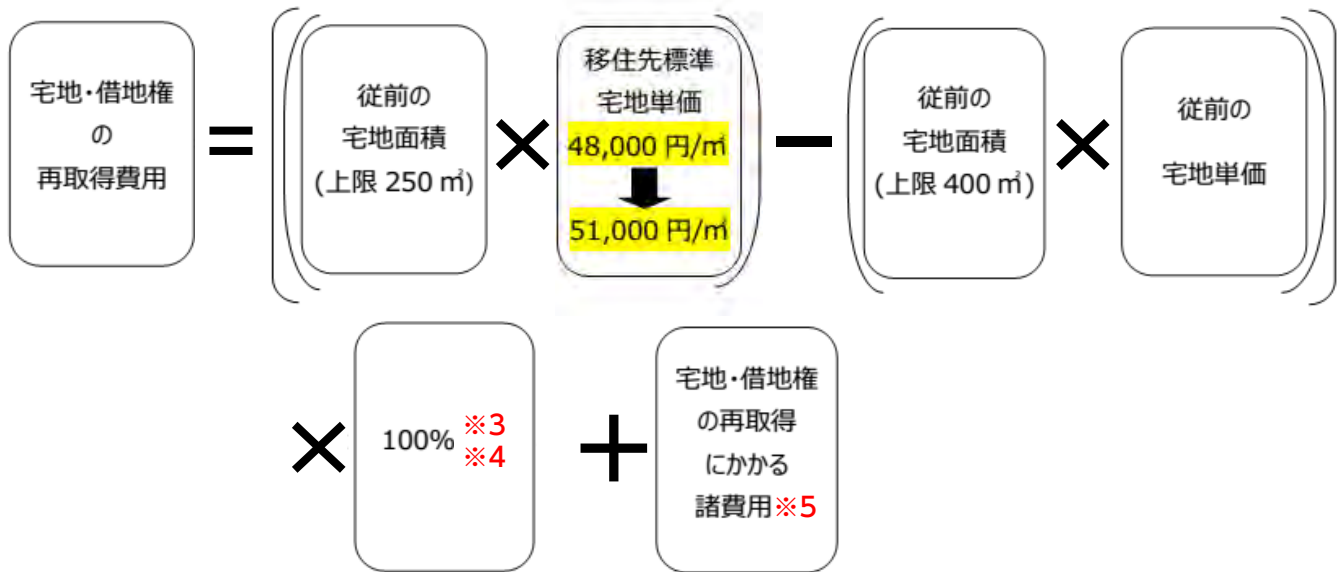 宅地・借地権
の
再取得費用
=
従前の
宅地面積
(上限 250 ㎡)
×
移住先標準
宅地単価
48,000 円/㎡
51,000 円/㎡
−
従前の
宅地面積
(上限 400 ㎡)
×
従前の
宅地単価
×
100% ※3
※4
+
宅地・借地権
の再取得
にかかる
諸費用※5